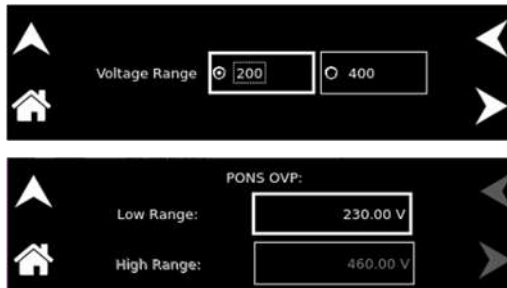 Voltage Range 200 400
PONS OVP:
Low Range: 230.00 V
High Range: 460.00 V